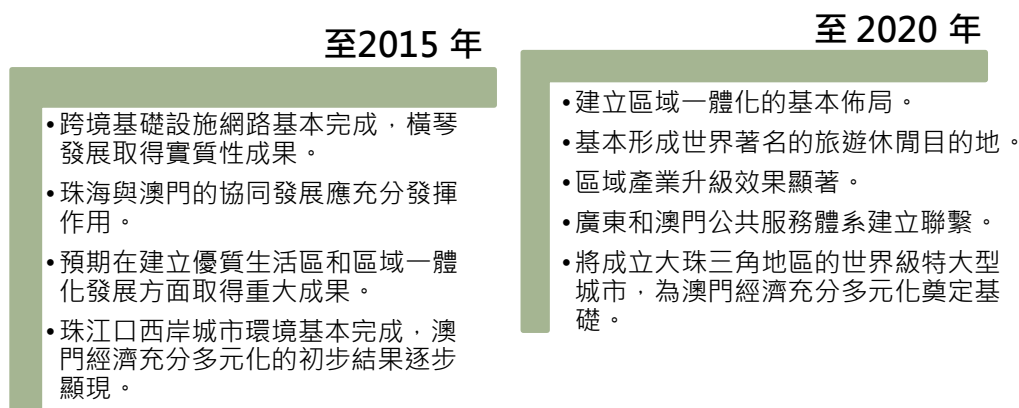 至2015 年
•跨境基礎設施網路基本完成，橫琴
發展取得實質性成果。
•珠海與澳門的協同發展應充分發揮
作用。
•預期在建立優質生活區和區域一體
化發展方面取得重大成果。
•珠江口西岸城市環境基本完成，澳
門經濟充分多元化的初步結果逐步
顯現。
至 2020 年
•建立區域一體化的基本佈局。
•基本形成世界著名的旅遊休閒目的地。
•區域產業升級效果顯著。
•廣東和澳門公共服務體系建立聯繫。
•將成立大珠三角地區的世界級特大型
城市，為澳門經濟充分多元化奠定基
礎。